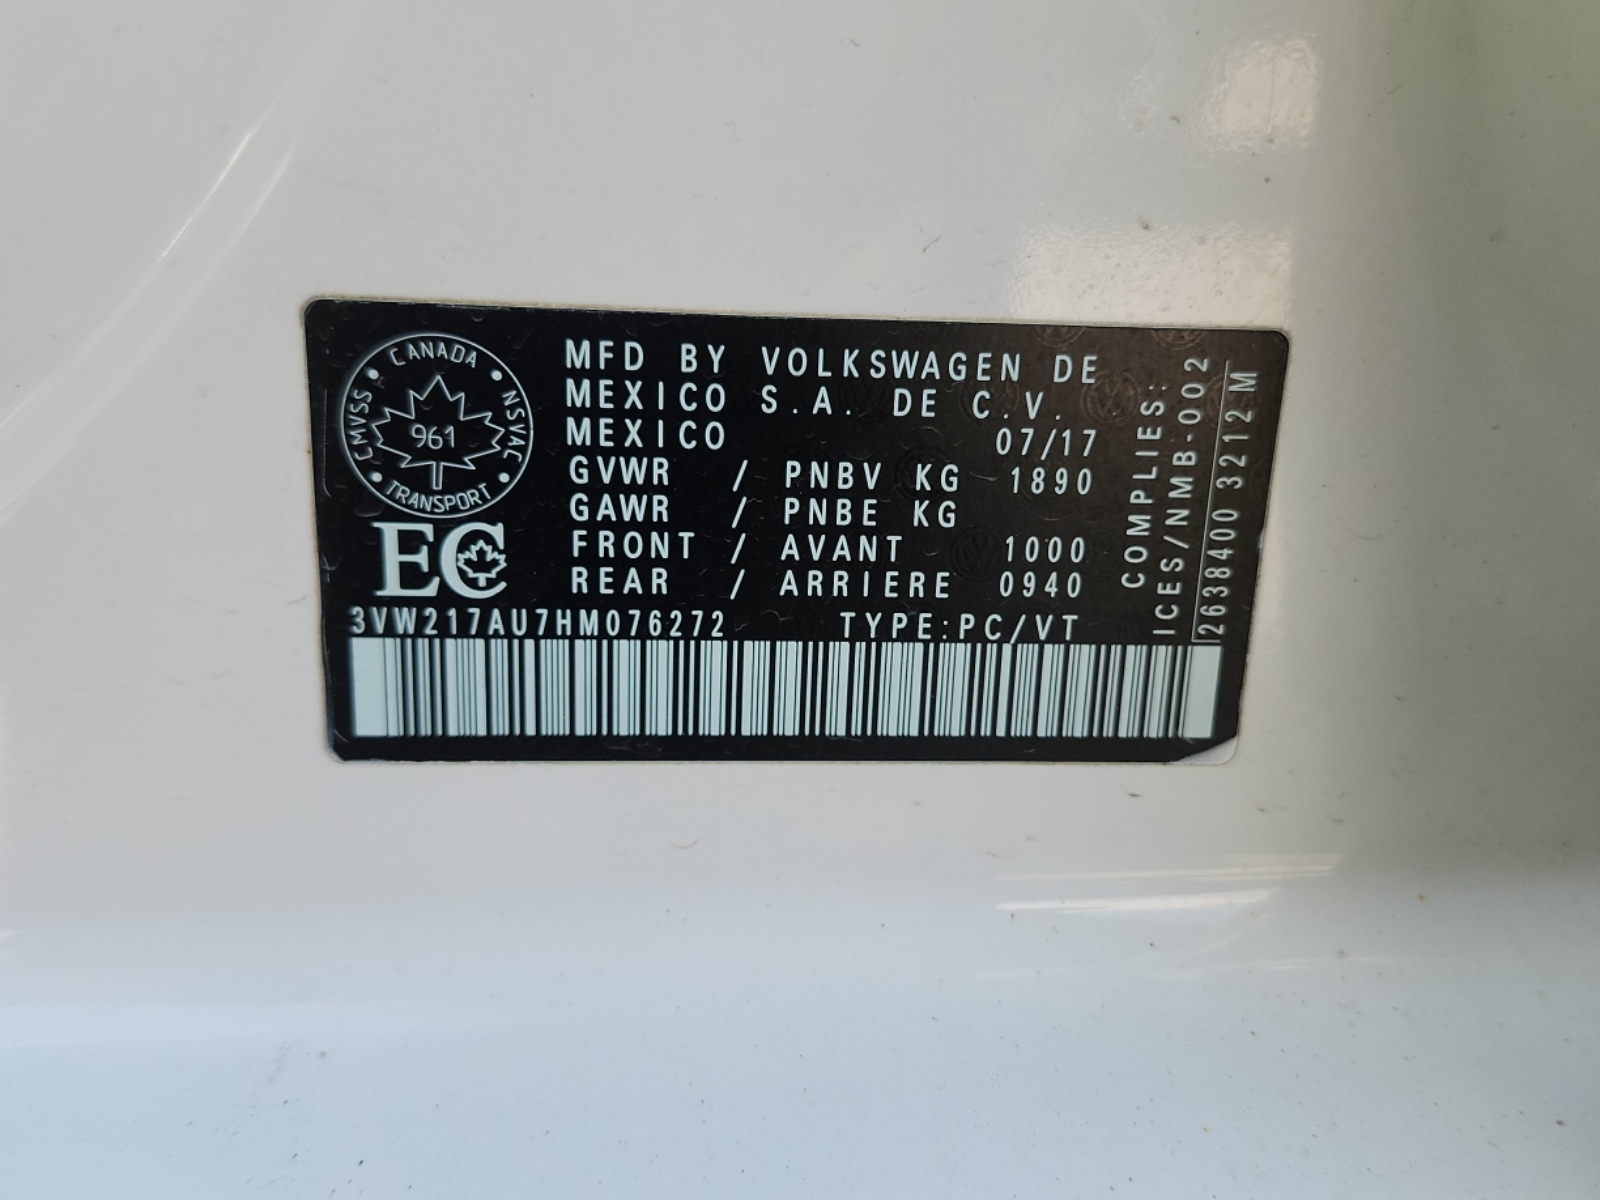 CANADA
CMVSS
NSVAC
961
TRANSPORT
EC
MFD BY VOLKSWAGEN DE
MEXICO S.A. DE C.V.
MEXICO 07/17
GVWR / PNBV KG 1890
GAWR / PNBE KG
FRONT / AVANT 1000
REAR / ARRIERE 0940
3VW217AU7HM076272 TYPE:PC/VT
COMPLIES:
ICES/NMB-002
2638400 3212 M